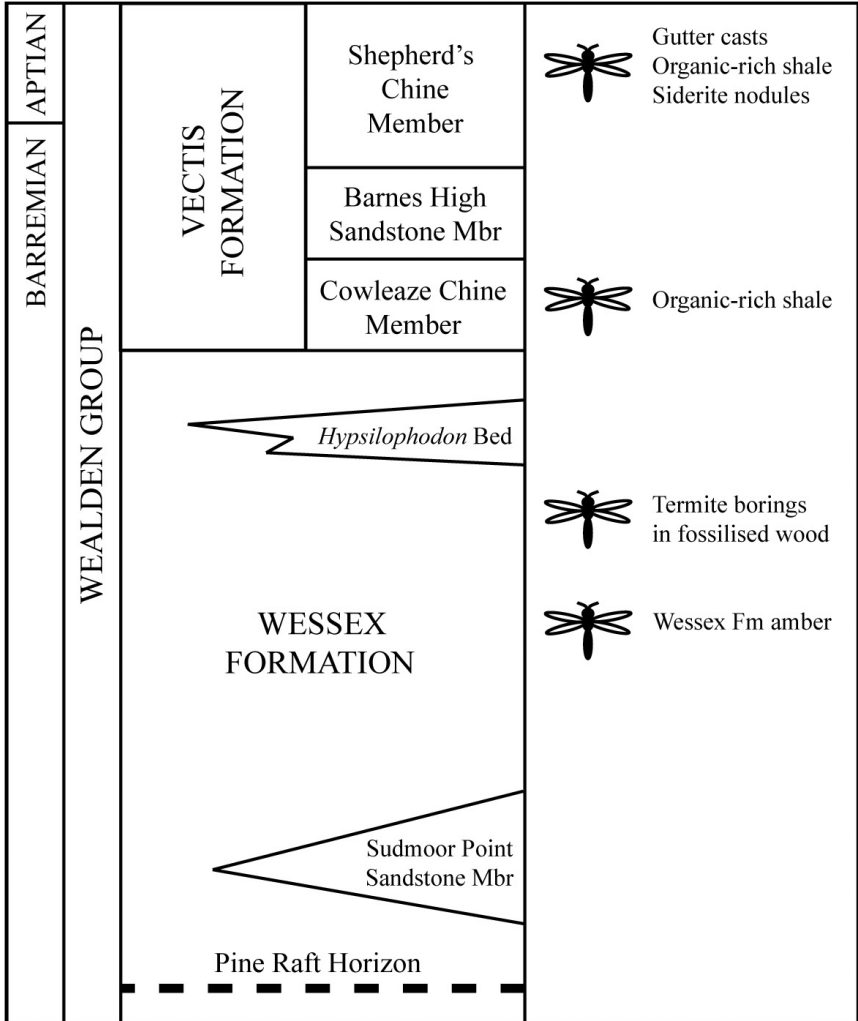 APTIAN
BARREMIAN
WEALDEN GROUP
VECTIS
FORMATION
Shepherd’s
Chine
Member
Barnes High
Sandstone Mbr
Cowleaze Chine
Member
Hypsilophodon Bed
WESSEX
FORMATION
Sudmoor Point
Sandstone Mbr
Pine Raft Horizon
Gutter casts
Organic-rich shale
Siderite nodules
Organic-rich shale
Termite borings
in fossilised wood
Wessex Fm amber